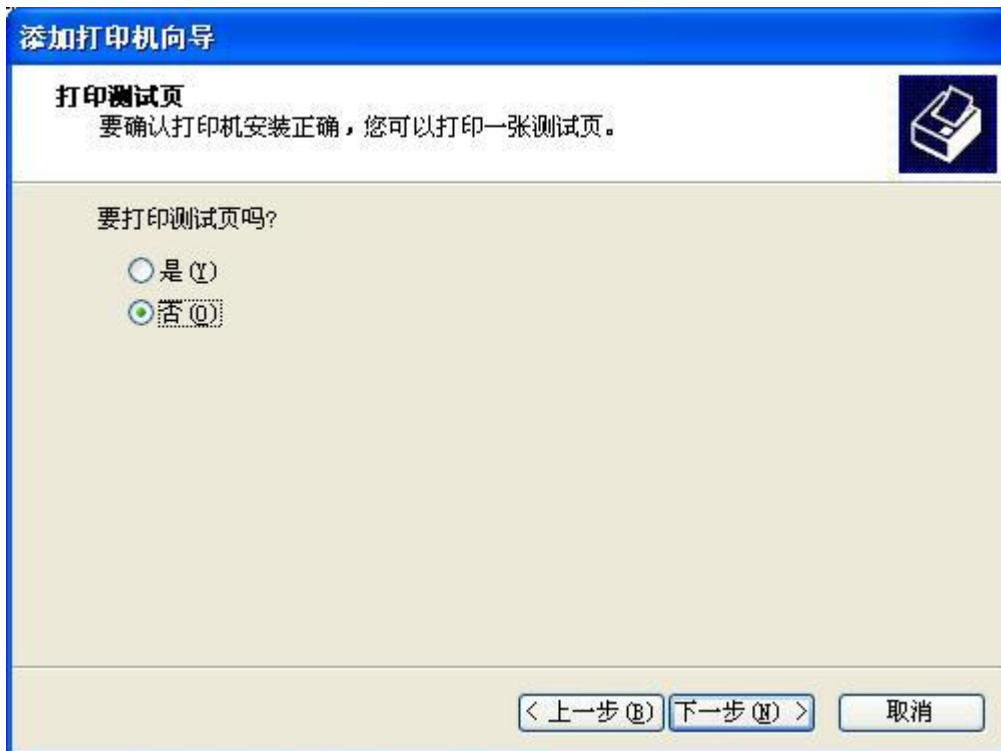 添加打印机向导
打印测试页
要确认打印机安装正确，您可以打印一张测试页。
要打印测试页吗?
是(Y)
否(O)
< 上一步(B) 下一步(N) > 取消